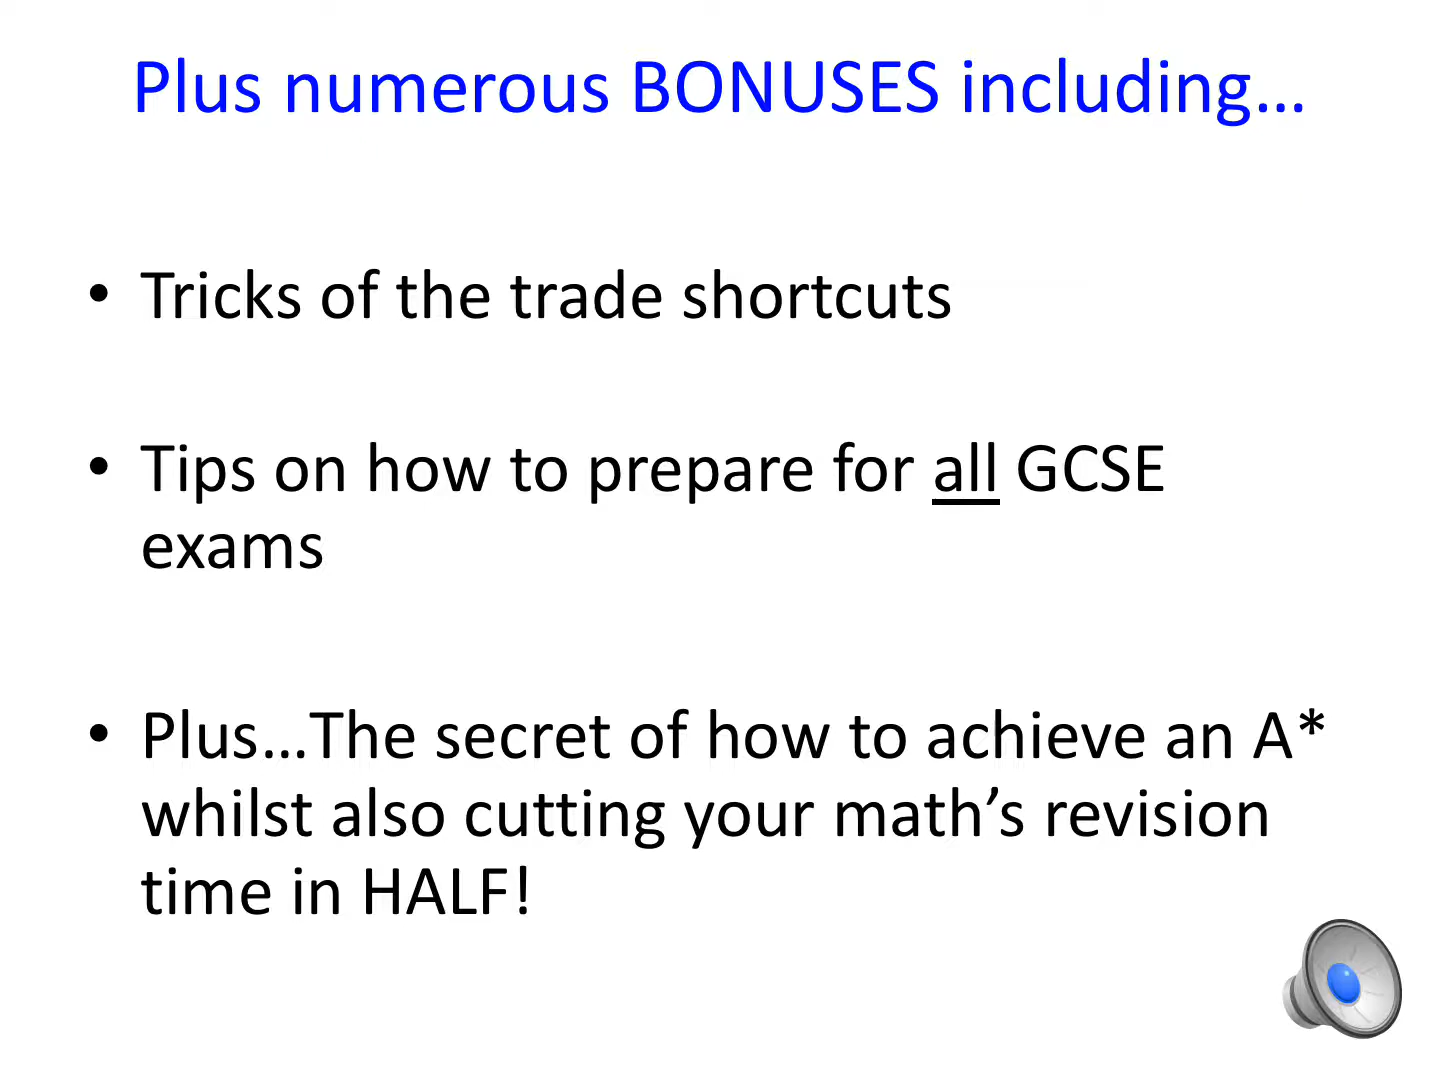 Plus numerous BONUSES including…
• Tricks of the trade shortcuts
• Tips on how to prepare for all GCSE
exams
• Plus…The secret of how to achieve an A*
whilst also cutting your math’s revision
time in HALF!